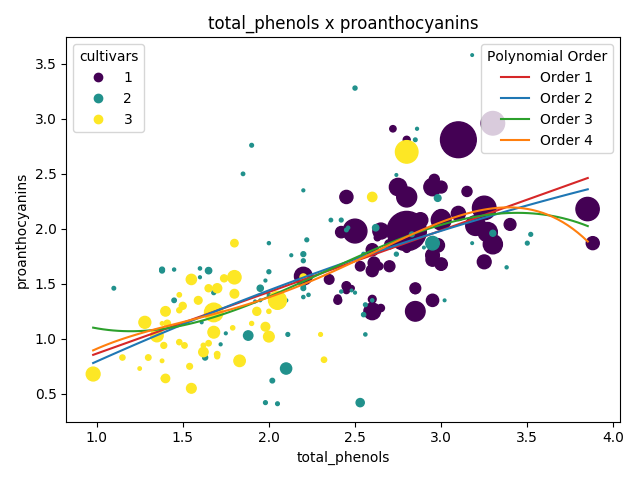 total_phenols x proanthocyanins
cultivars
1
2
3
Polynomial Order
Order 1
Order 2
Order 3
Order 4
proanthocyanins
3.5
3.0
2.5
2.0
1.5
1.0
0.5
1.0
1.5
2.0
2.5
3.0
3.5
4.0
total_phenols